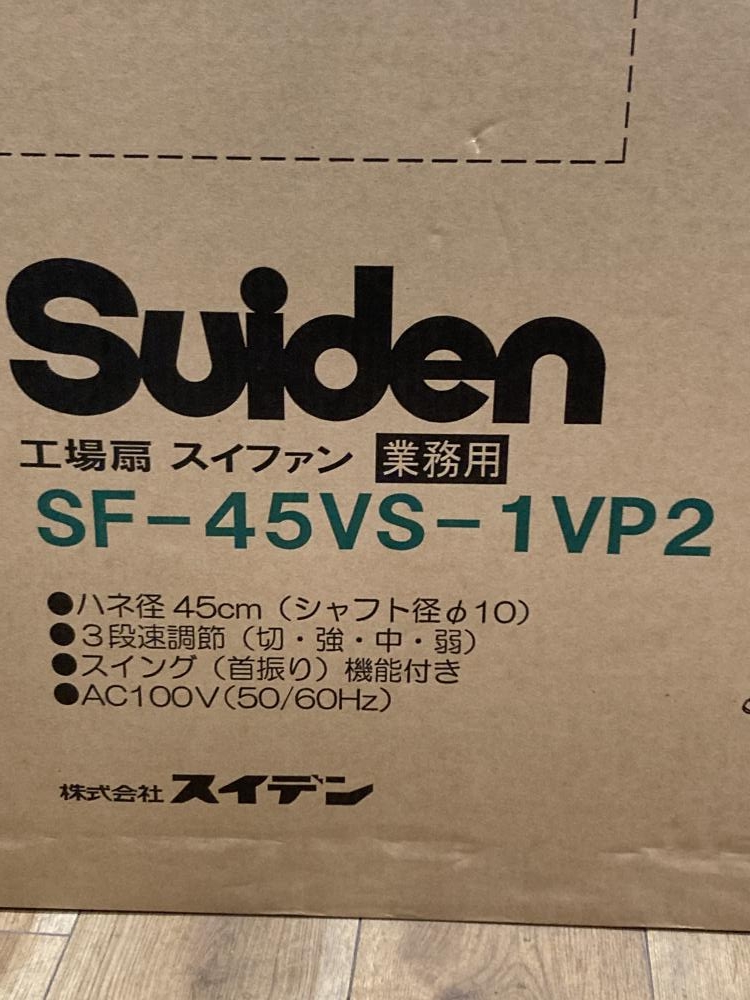 Suiden
工場扇 スイファン 業務用
SF-45VS-1VP2
●ハネ径 45cm（シャフト径φ10）
●3段速調節（切・強・中・弱）
●スイング（首振り）機能付き
●AC100V(50/60Hz)
株式会社 スイデン